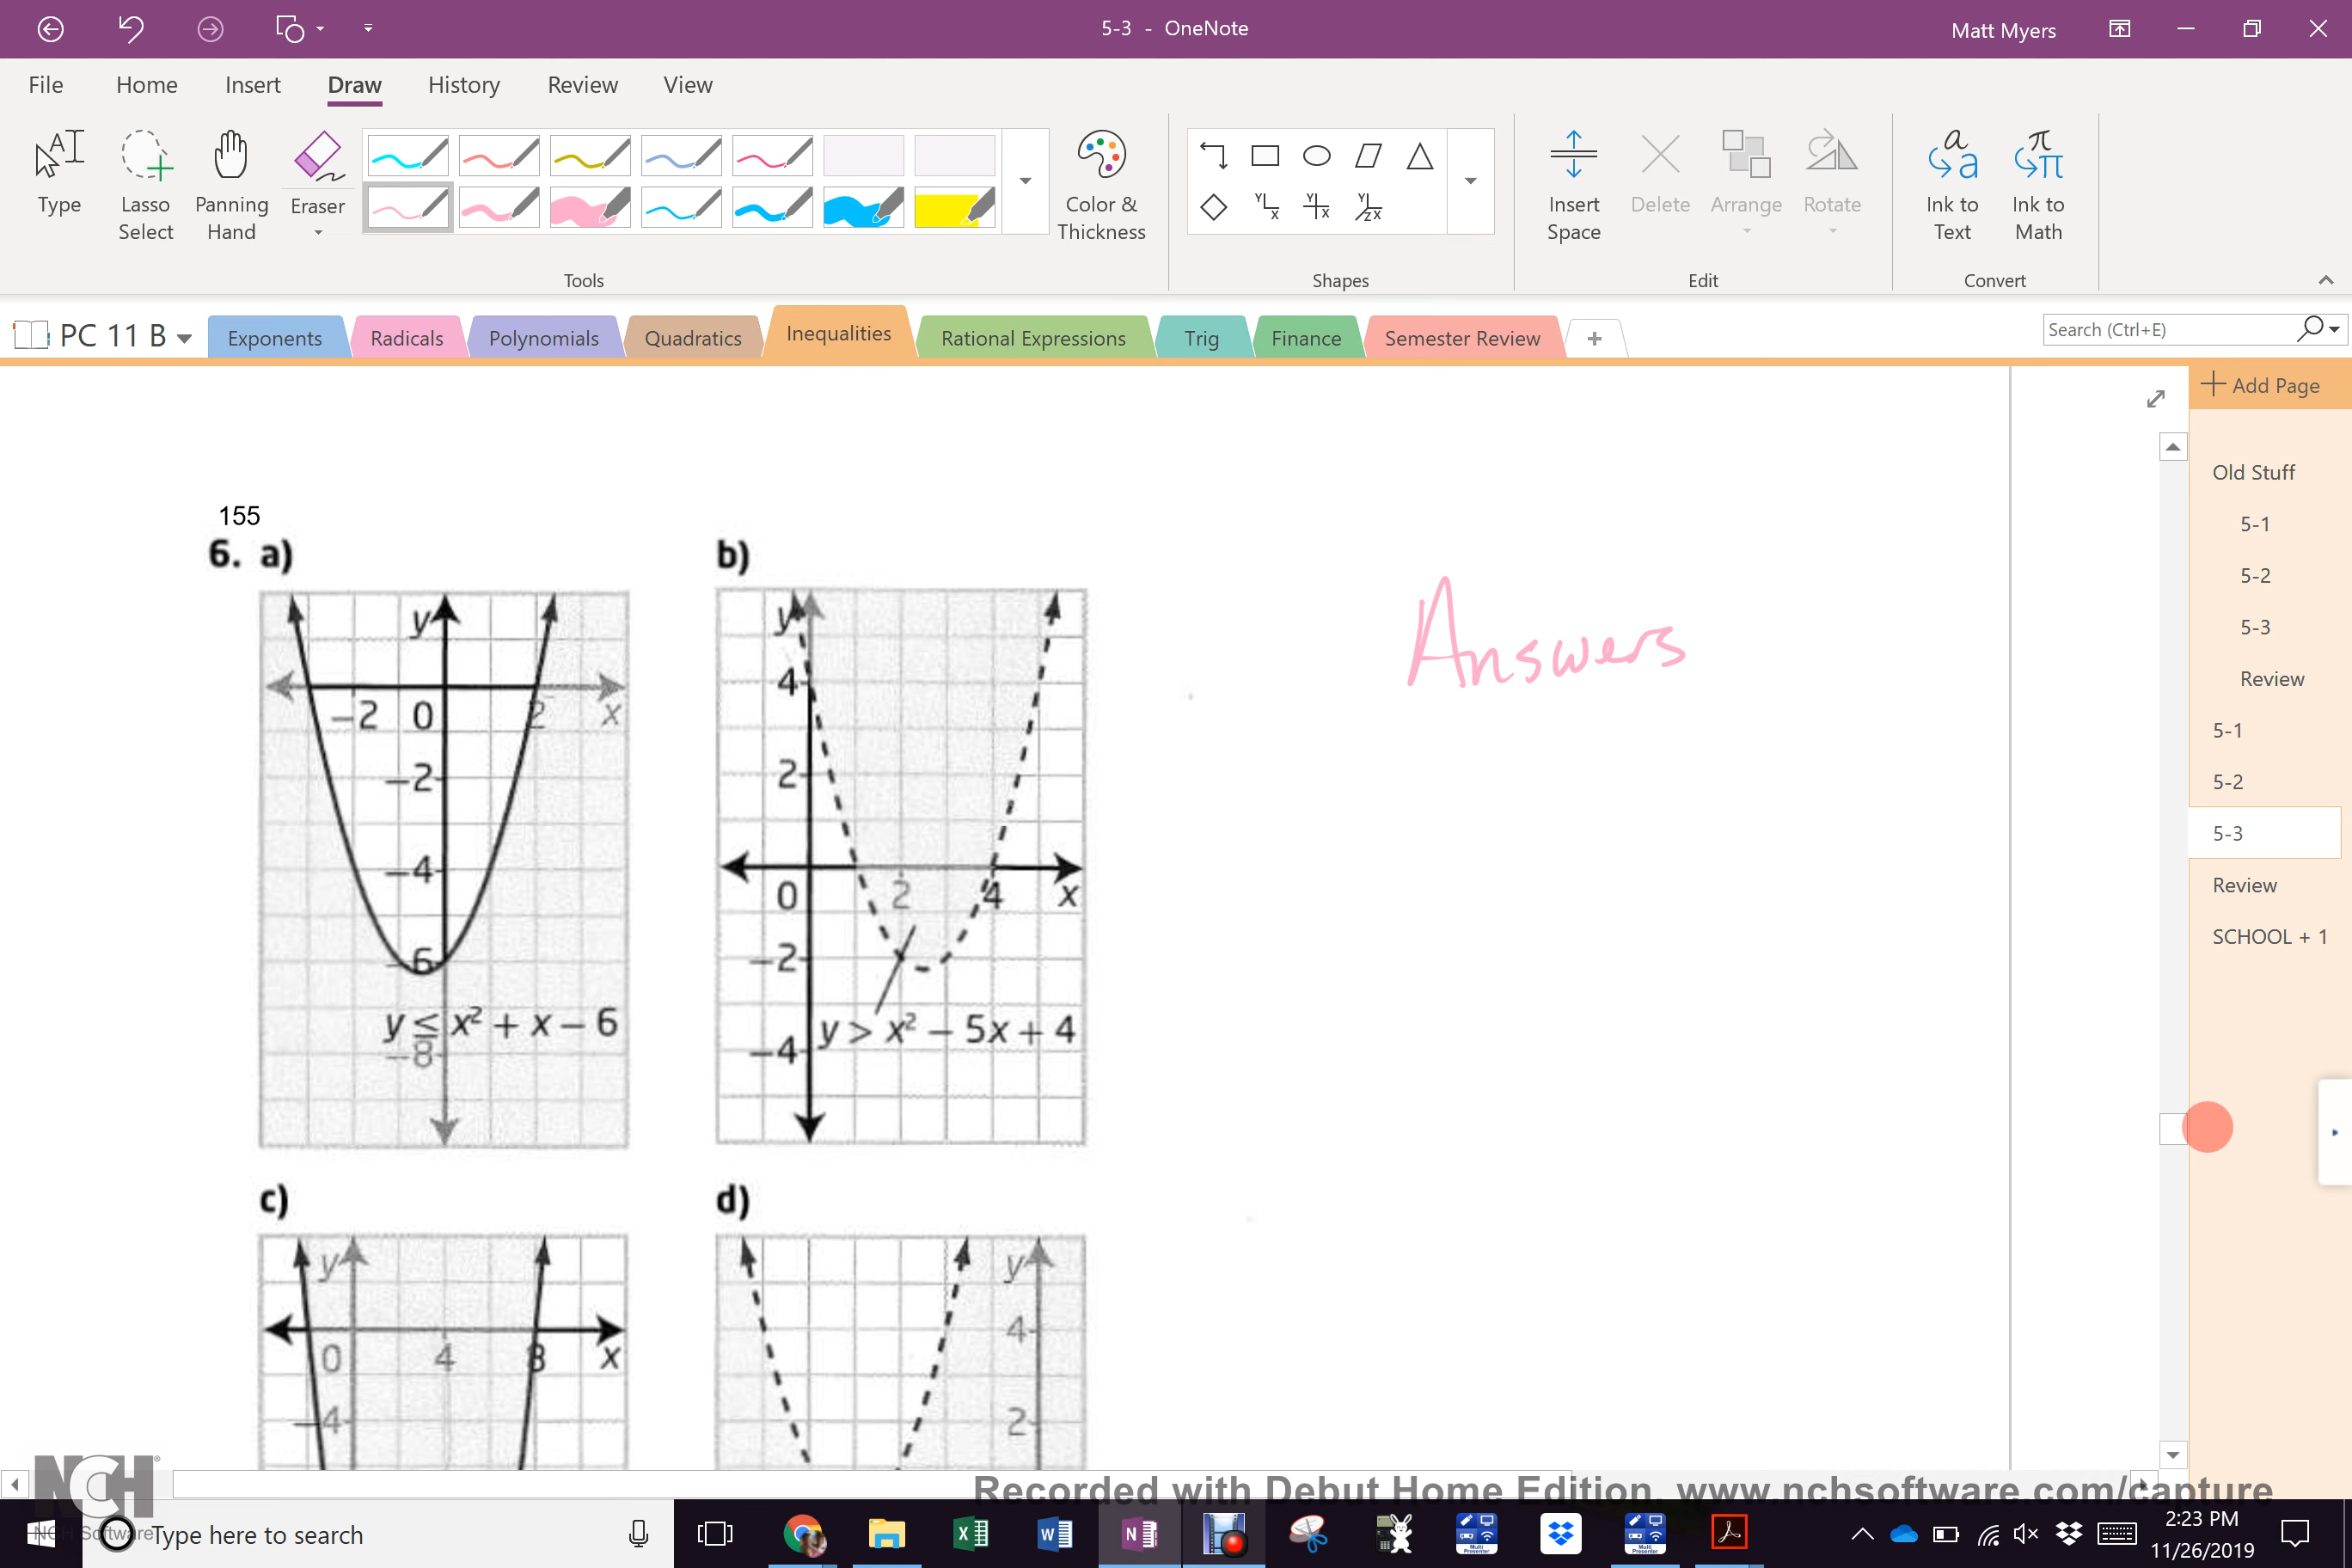 5-3 - OneNote
Matt Myers
File Home Insert Draw History Review View
Type
Lasso Select
Panning Hand
Eraser
Color & Thickness
Insert Space
Delete
Arrange
Rotate
Ink to Text
Ink to Math
Tools
Shapes
Edit
Convert
PC 11 B
Exponents Radicals Polynomials Quadratics Inequalities Rational Expressions Trig Finance Semester Review
Search (Ctrl+E)
Add Page
Old Stuff
5-1
5-2
5-3
Review
5-1
5-2
5-3
Review
SCHOOL + 1
155
6. a)
y
-2 0 2 x
-2
-4
-6
y ≤ x² + x – 6
-8
b)
y
4
2
0 2 4 x
-2
y > x² – 5x + 4
-4
Answers
c)
y
0 4 8 x
-4
d)
y
4
2
NCH®
NCH Software
Recorded with Debut Home Edition. www.nchsoftware.com/capture
Type here to search
2:23 PM
11/26/2019